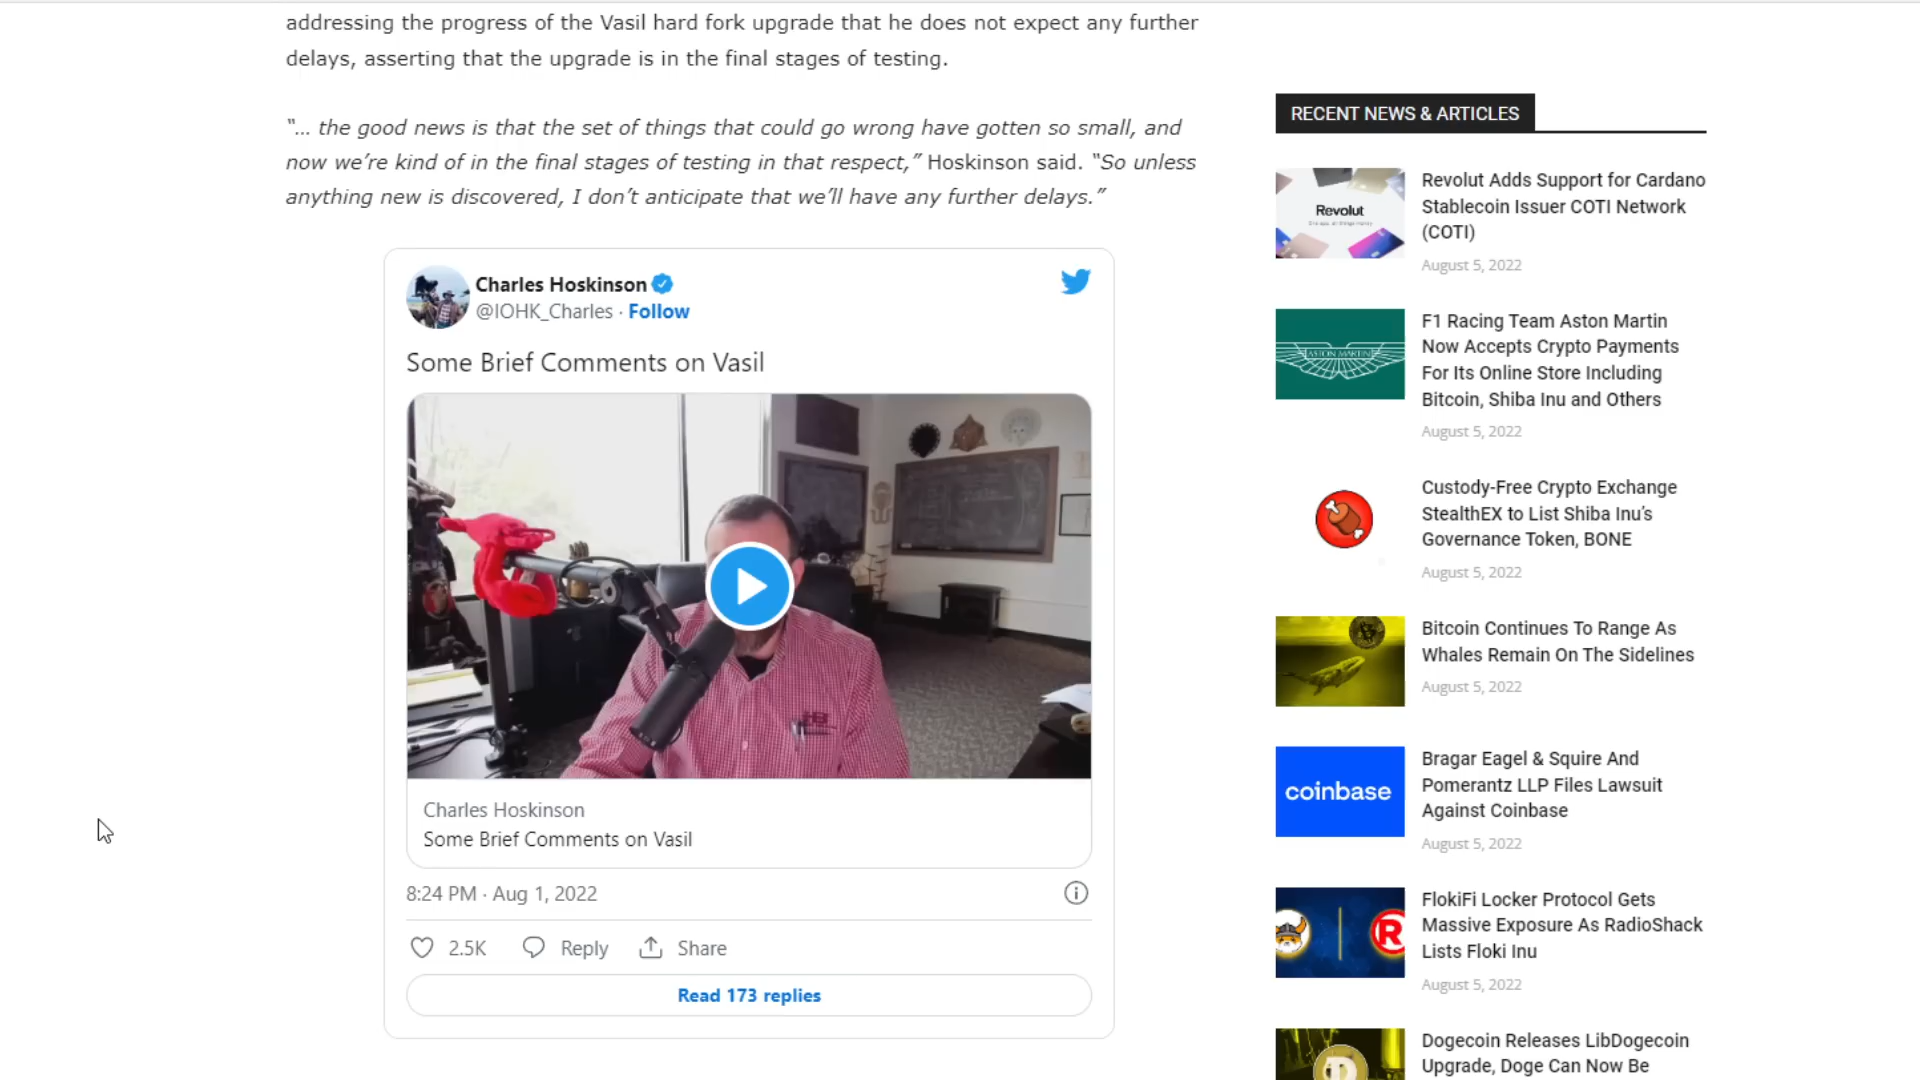 addressing the progress of the Vasil hard fork upgrade that he does not expect any further
delays, asserting that the upgrade is in the final stages of testing.
“… the good news is that the set of things that could go wrong have gotten so small, and
now we’re kind of in the final stages of testing in that respect,” Hoskinson said. “So unless
anything new is discovered, I don’t anticipate that we’ll have any further delays.”
Charles Hoskinson
@IOHK_Charles · Follow
Some Brief Comments on Vasil
Charles Hoskinson
Some Brief Comments on Vasil
8:24 PM · Aug 1, 2022
2.5K Reply Share
Read 173 replies
RECENT NEWS & ARTICLES
Revolut
Revolut Adds Support for Cardano
Stablecoin Issuer COTI Network
(COTI)
August 5, 2022
ASTON MARTIN
F1 Racing Team Aston Martin
Now Accepts Crypto Payments
For Its Online Store Including
Bitcoin, Shiba Inu and Others
August 5, 2022
Custody-Free Crypto Exchange
StealthEX to List Shiba Inu’s
Governance Token, BONE
August 5, 2022
Bitcoin Continues To Range As
Whales Remain On The Sidelines
August 5, 2022
coinbase
Bragar Eagel & Squire And
Pomerantz LLP Files Lawsuit
Against Coinbase
August 5, 2022
R
FlokiFi Locker Protocol Gets
Massive Exposure As RadioShack
Lists Floki Inu
August 5, 2022
Dogecoin Releases LibDogecoin
Upgrade, Doge Can Now Be